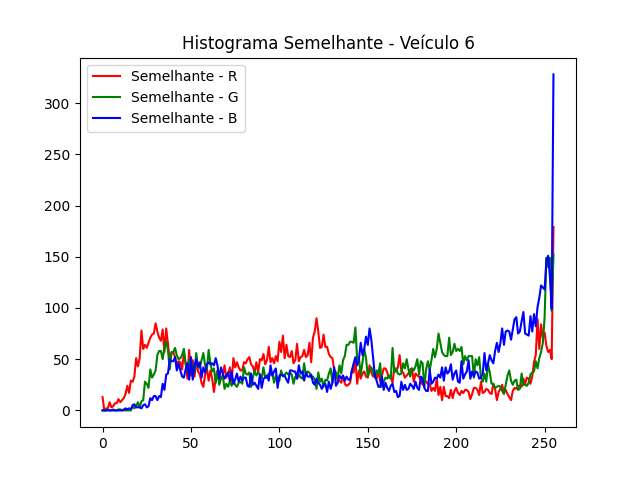 Histograma Semelhante - Veículo 6
Semelhante - R
Semelhante - G
Semelhante - B
300
250
200
150
100
50
0
0 50 100 150 200 250